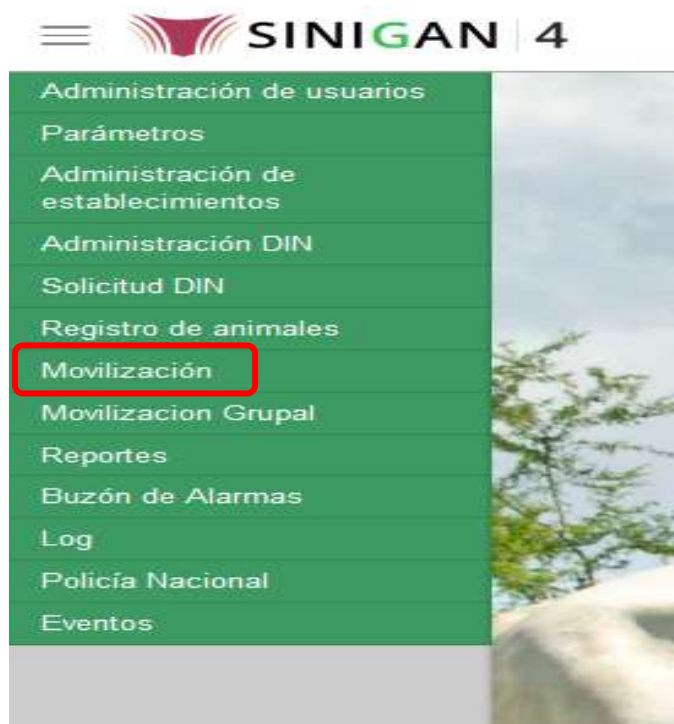 SINIGAN 4
Administración de usuarios
Parámetros
Administración de
establecimientos
Administración DIN
Solicitud DIN
Registro de animales
Movilización
Movilizacion Grupal
Reportes
Buzón de Alarmas
Log
Policía Nacional
Eventos